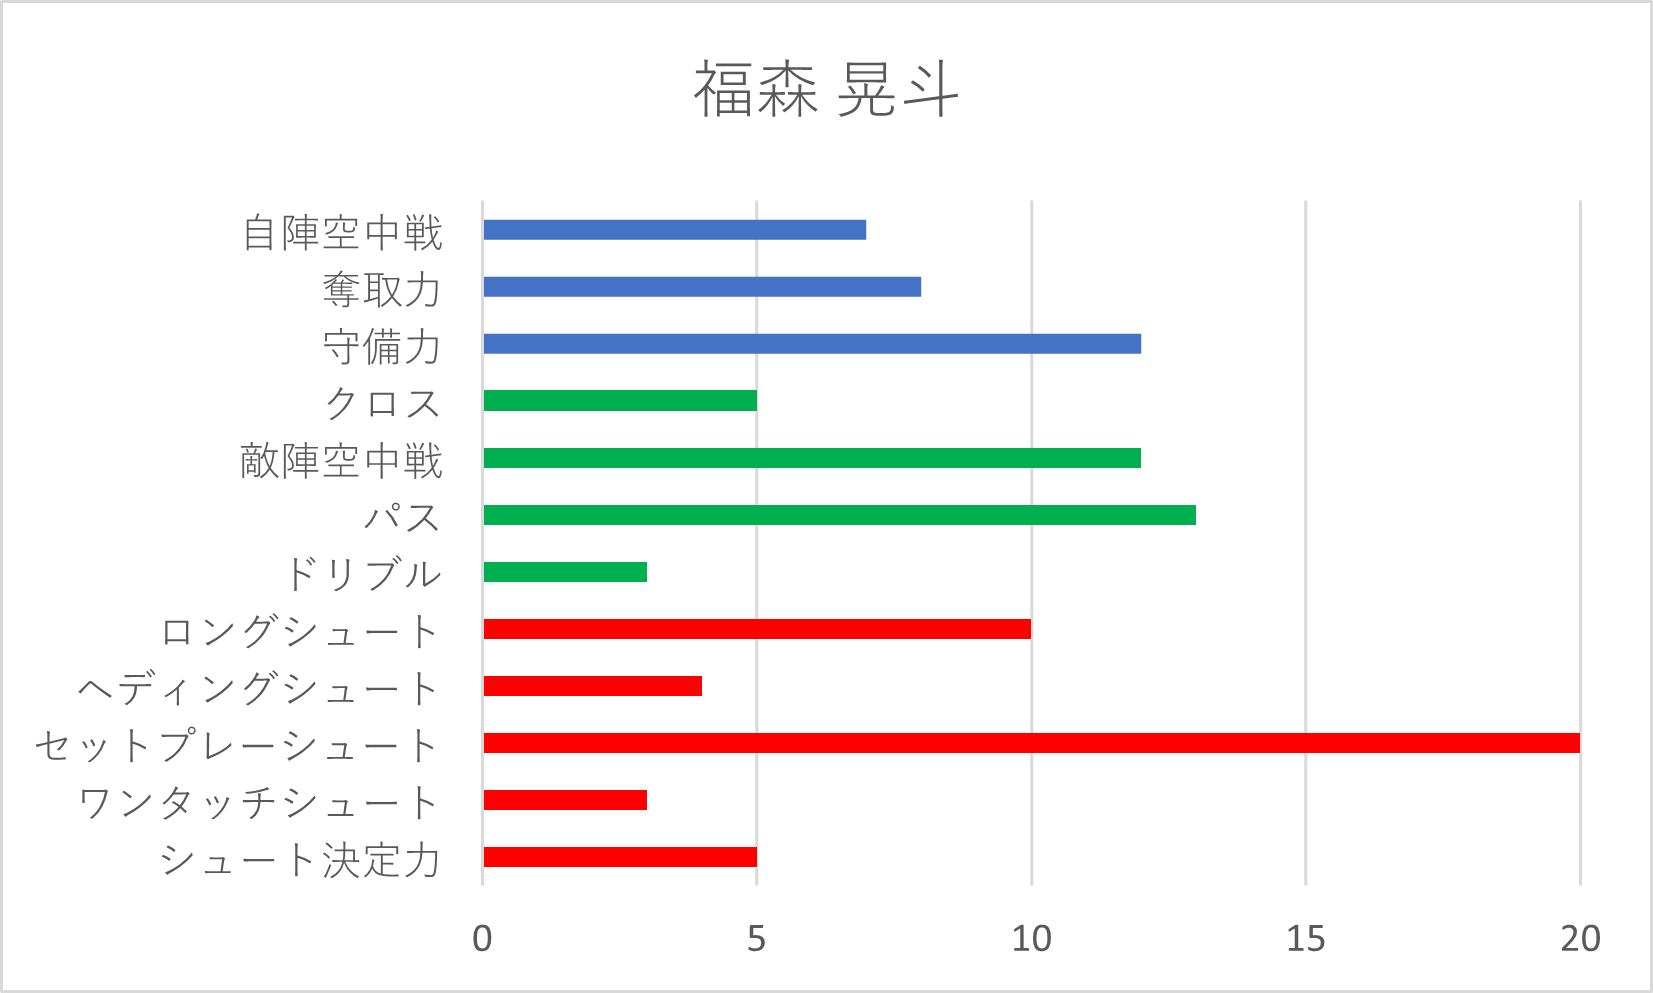 福森 晃斗
自陣空中戦
奪取力
守備力
クロス
敵陣空中戦
パス
ドリブル
ロングシュート
ヘディングシュート
セットプレーシュート
ワンタッチシュート
シュート決定力
0 5 10 15 20